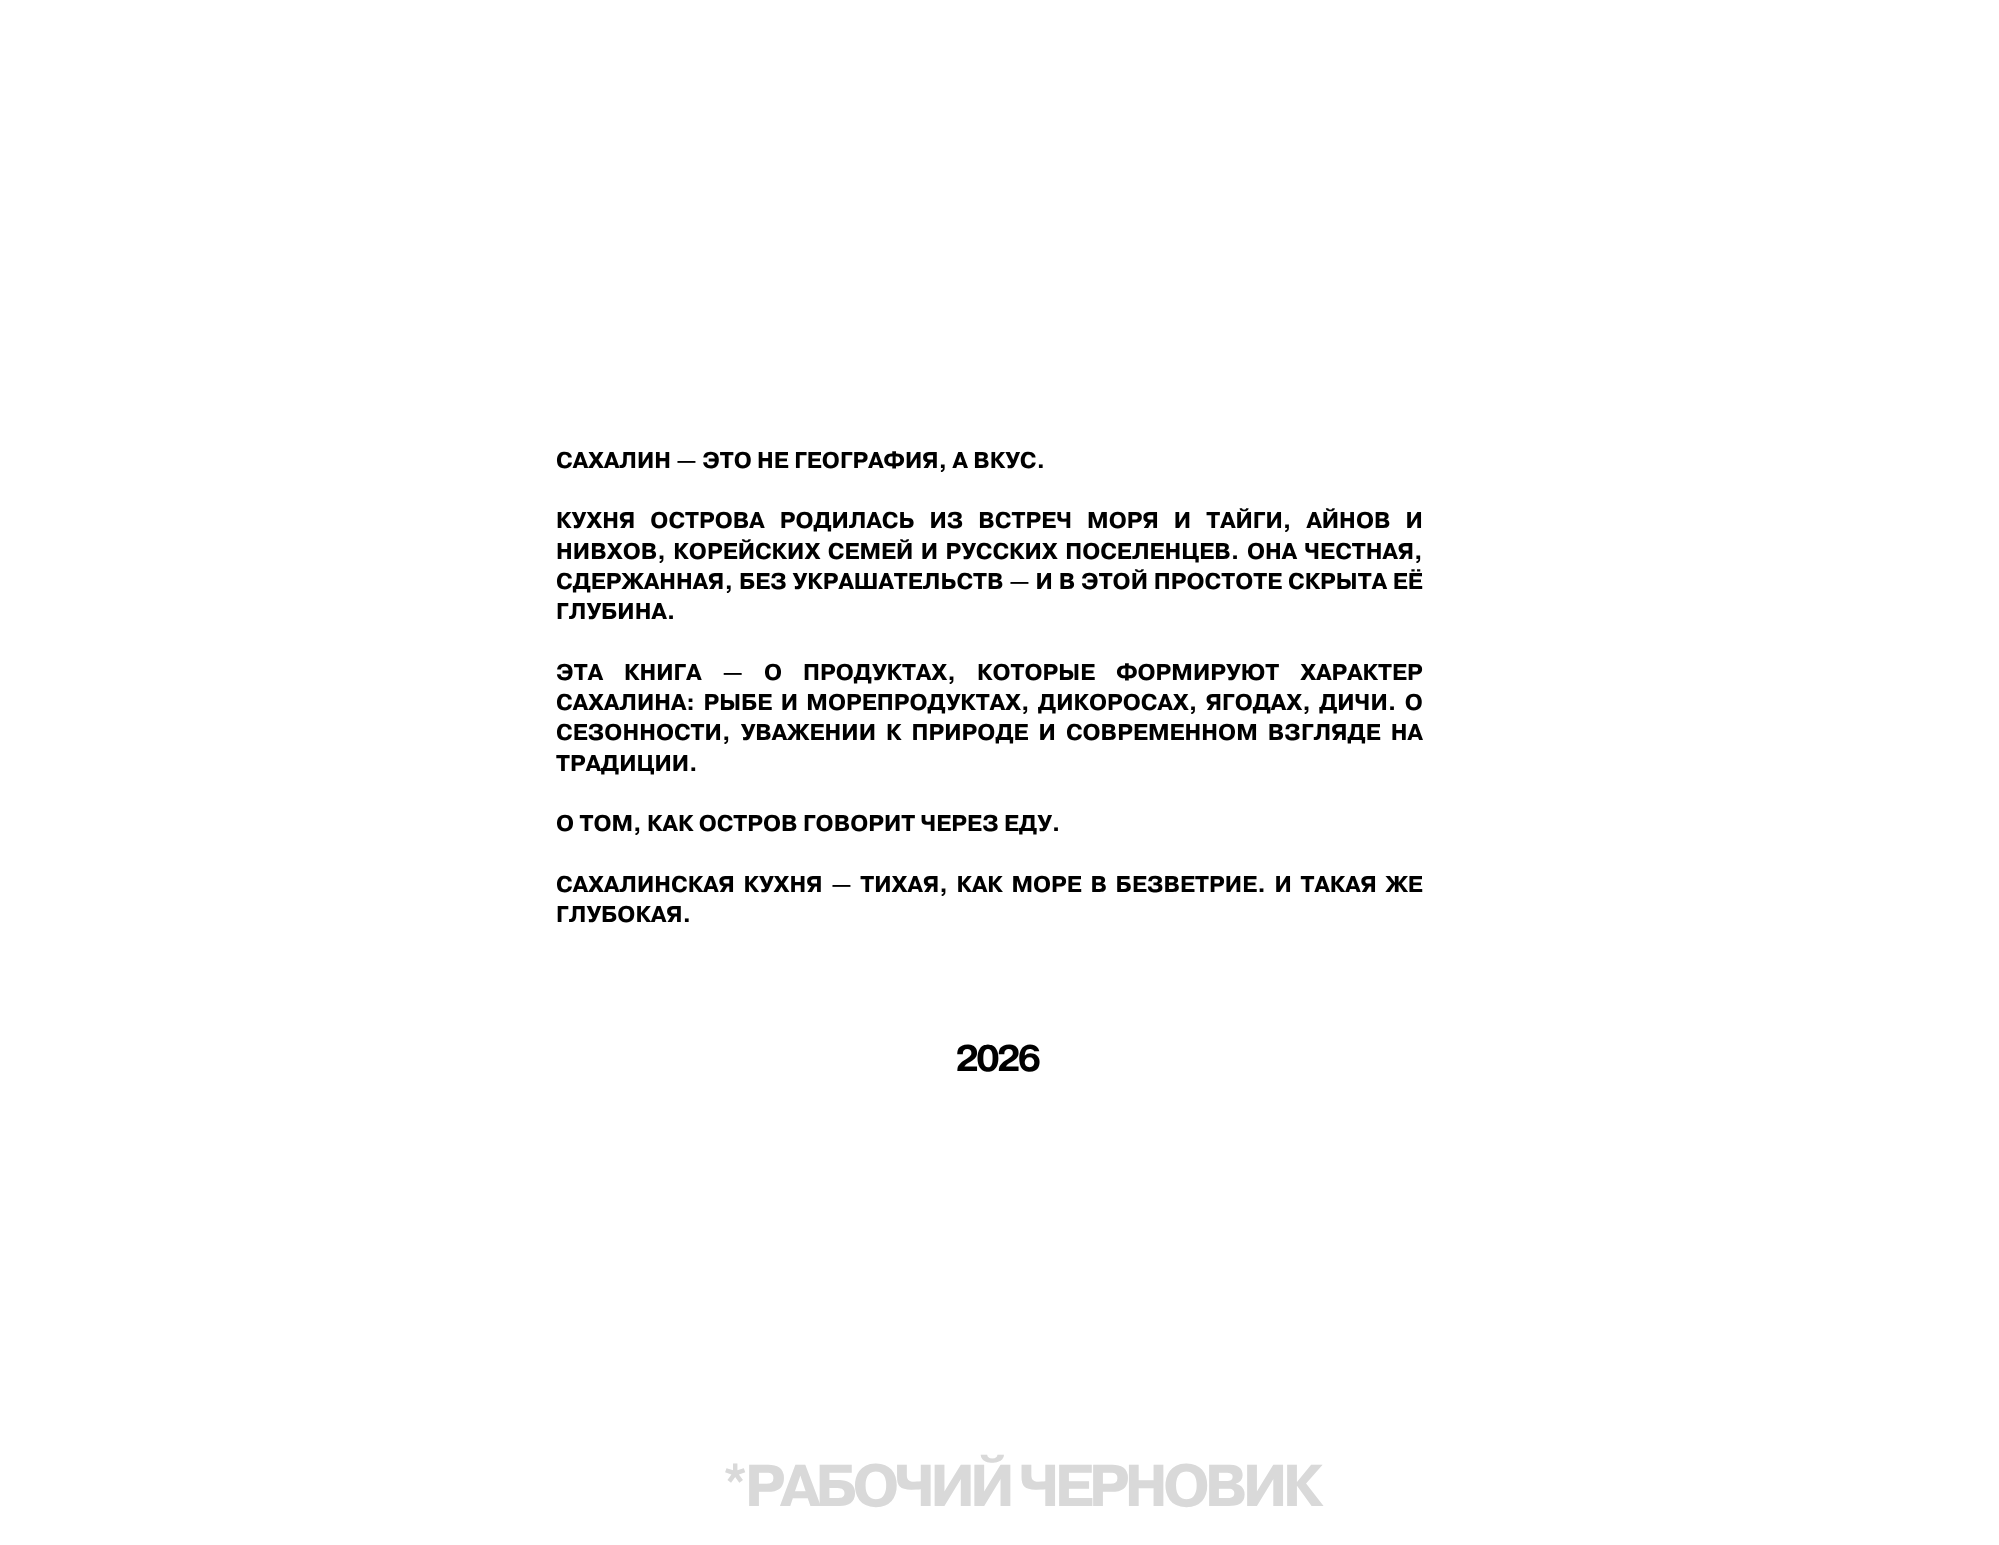 САХАЛИН — ЭТО НЕ ГЕОГРАФИЯ, А ВКУС.
КУХНЯ ОСТРОВА РОДИЛАСЬ ИЗ ВСТРЕЧ МОРЯ И ТАЙГИ, АЙНОВ И
НИВХОВ, КОРЕЙСКИХ СЕМЕЙ И РУССКИХ ПОСЕЛЕНЦЕВ. ОНА ЧЕСТНАЯ,
СДЕРЖАННАЯ, БЕЗ УКРАШАТЕЛЬСТВ — И В ЭТОЙ ПРОСТОТЕ СКРЫТА ЕЁ
ГЛУБИНА.
ЭТА КНИГА — О ПРОДУКТАХ, КОТОРЫЕ ФОРМИРУЮТ ХАРАКТЕР
САХАЛИНА: РЫБЕ И МОРЕПРОДУКТАХ, ДИКОРОСАХ, ЯГОДАХ, ДИЧИ. О
СЕЗОННОСТИ, УВАЖЕНИИ К ПРИРОДЕ И СОВРЕМЕННОМ ВЗГЛЯДЕ НА
ТРАДИЦИИ.
О ТОМ, КАК ОСТРОВ ГОВОРИТ ЧЕРЕЗ ЕДУ.
САХАЛИНСКАЯ КУХНЯ — ТИХАЯ, КАК МОРЕ В БЕЗВЕТРИЕ. И ТАКАЯ ЖЕ
ГЛУБОКАЯ.
2026
*РАБОЧИЙ ЧЕРНОВИК